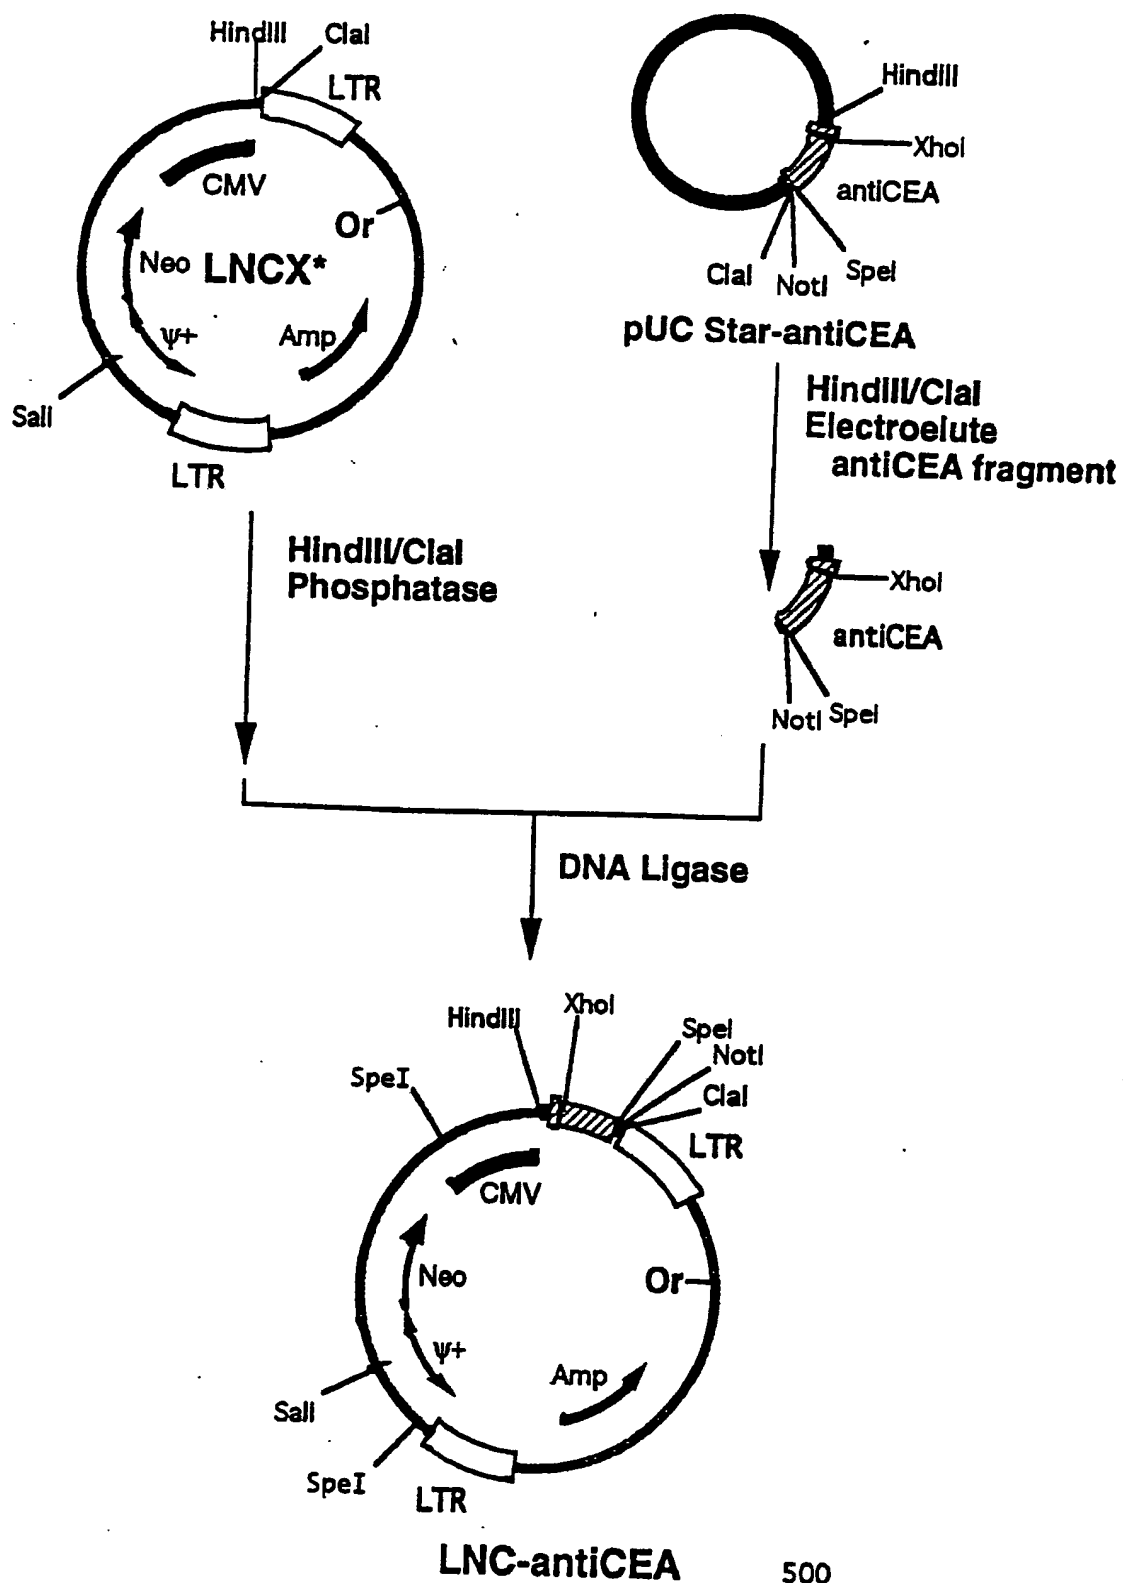 HindIII ClaI
LTR
CMV
Or
Neo LNCX*
ψ+
Amp
SalI
LTR
HindIII
XhoI
antiCEA
ClaI NotI SpeI
pUC Star-antiCEA
HindIII/ClaI
Electroelute
antiCEA fragment
HindIII/ClaI
Phosphatase
XhoI
antiCEA
NotI SpeI
DNA Ligase
HindIII
XhoI
SpeI
NotI
ClaI
SpeI
LTR
CMV
Neo
Or
ψ+
Amp
SalI
SpeI
LTR
LNC-antiCEA
500